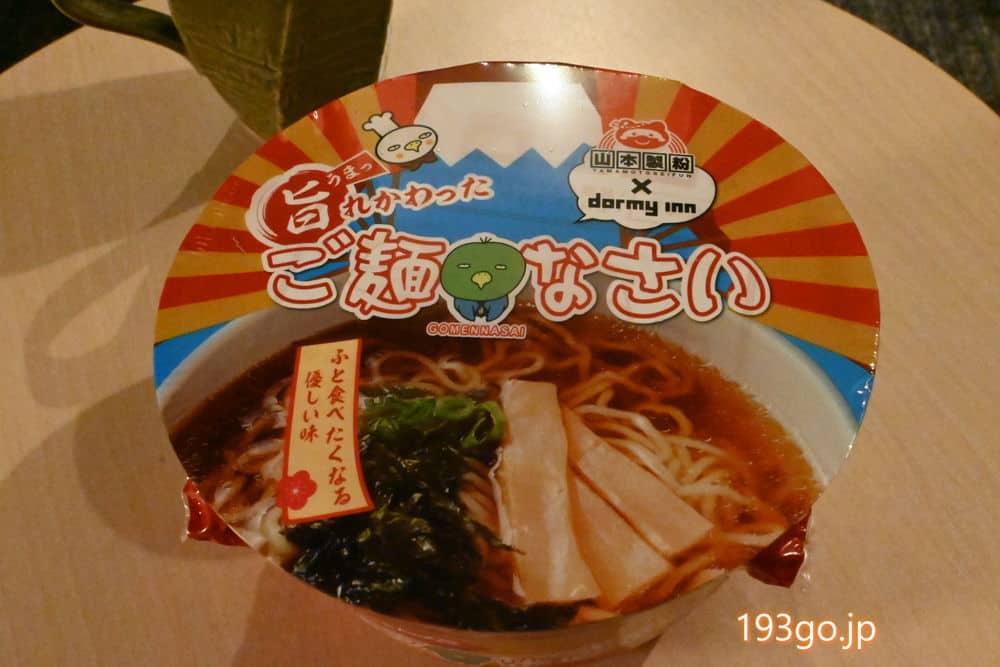 山本製粉
YAMAMOTOSEIFUN
×
dormy inn
うまっ
旨れかわった
ご麺なさい
GOMENNASAI
ふと食べたくなる
優しい味
193go.jp